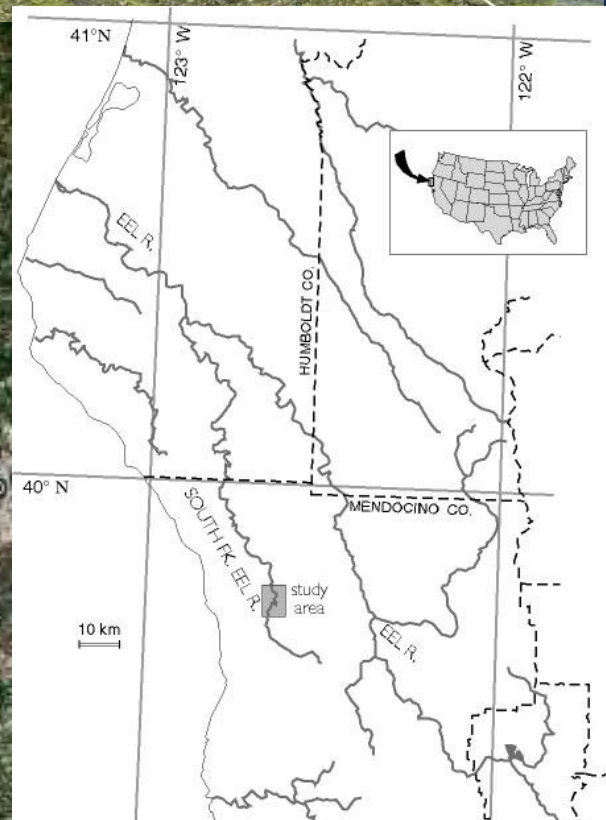 41°N
123° W
122° W
EEL R.
HUMBOLDT CO.
40° N
MENDOCINO CO.
SOUTH FK. EEL R.
study
area
10 km
EEL R.